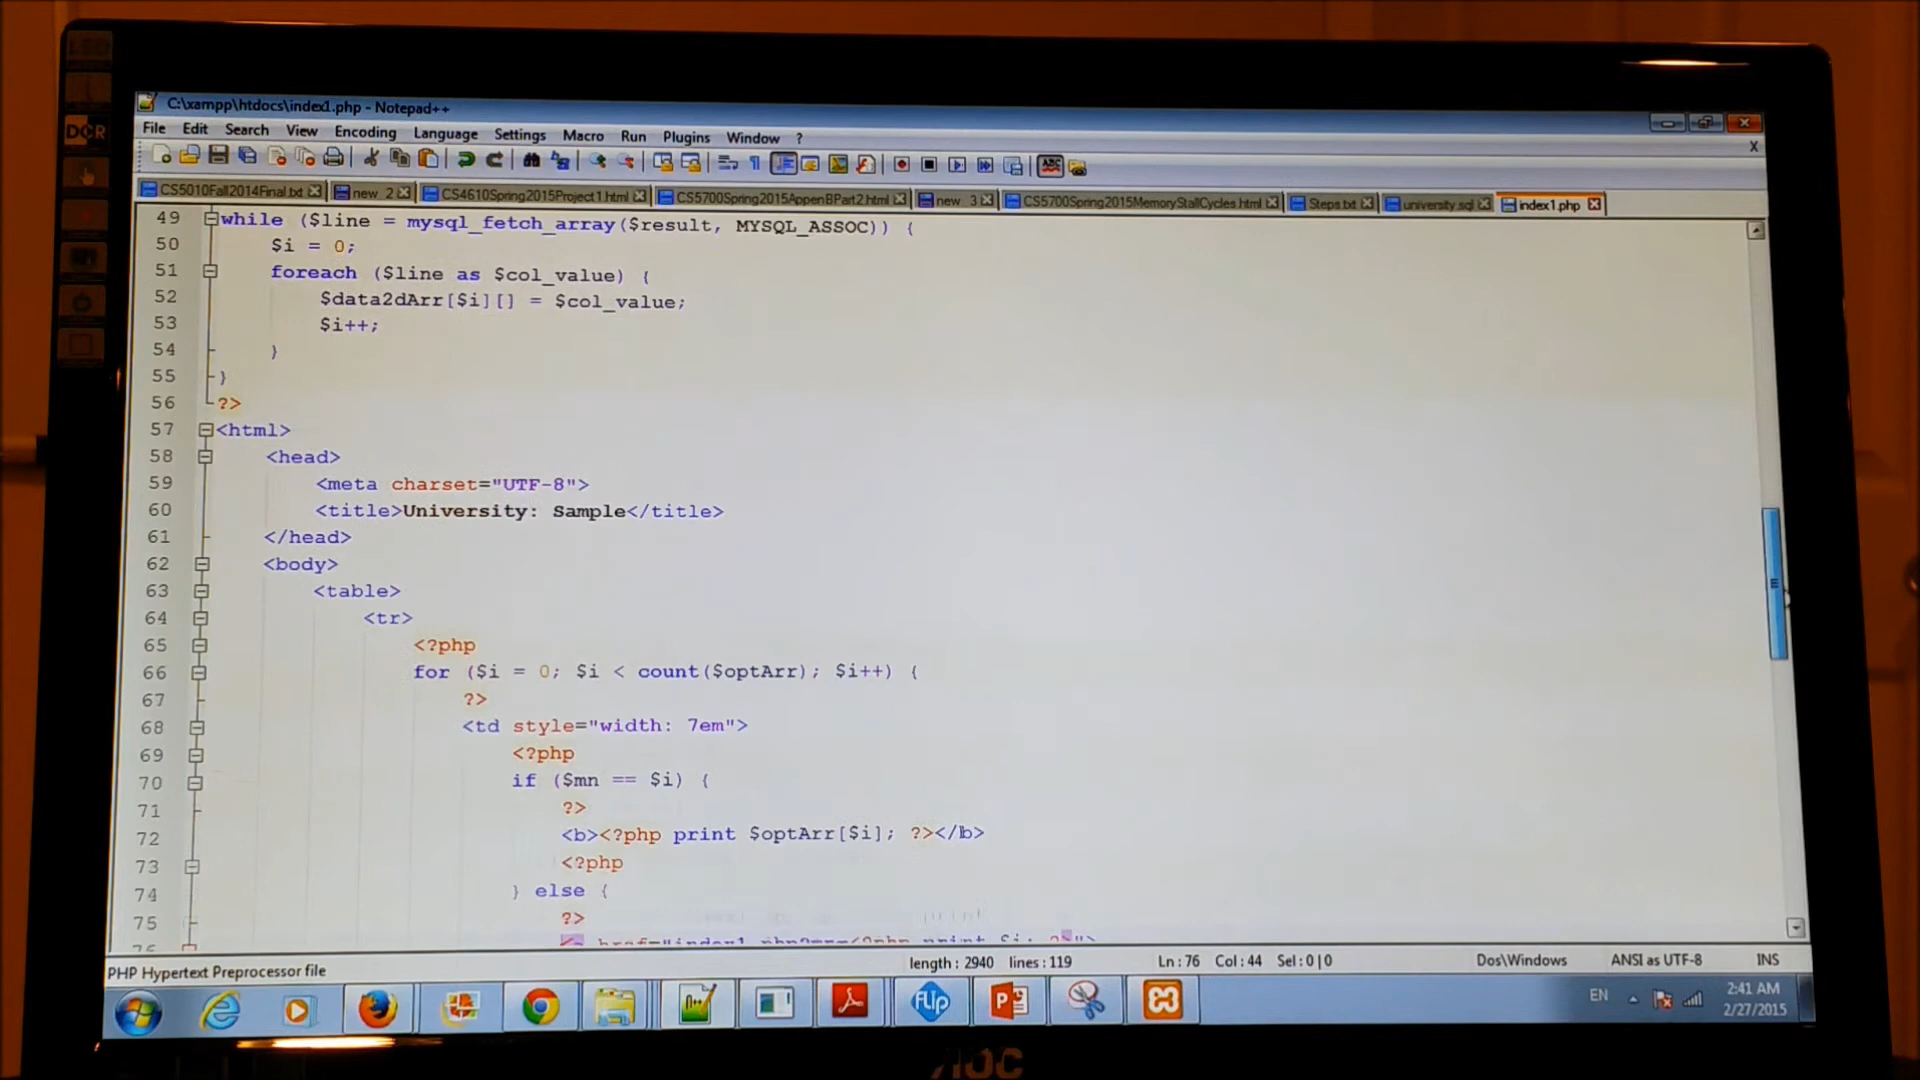 C:\xampp\htdocs\index1.php - Notepad++
File Edit Search View Encoding Language Settings Macro Run Plugins Window ? X
CS5010Fall2014Final.txt new 2 CS4610Spring2015Project1.html CS5700Spring2015AppenBPart2.html new 3 CS5700Spring2015MemoryStallCycles.html Steps.txt university.sql index1.php
49 while ($line = mysql_fetch_array($result, MYSQL_ASSOC)) {
50 $i = 0;
51 foreach ($line as $col_value) {
52 $data2dArr[$i][] = $col_value;
53 $i++;
54 }
55 }
56 ?>
57 <html>
58 <head>
59 <meta charset="UTF-8">
60 <title>University: Sample</title>
61 </head>
62 <body>
63 <table>
64 <tr>
65 <?php
66 for ($i = 0; $i < count($optArr); $i++) {
67 ?>
68 <td style="width: 7em">
69 <?php
70 if ($mn == $i) {
71 ?>
72 <b><?php print $optArr[$i]; ?></b>
73 <?php
74 } else {
75 ?>
PHP Hypertext Preprocessor file length : 2940 lines : 119 Ln : 76 Col : 44 Sel : 0 | 0 Dos\Windows ANSI as UTF-8 INS
EN 2:41 AM
2/27/2015
AOC